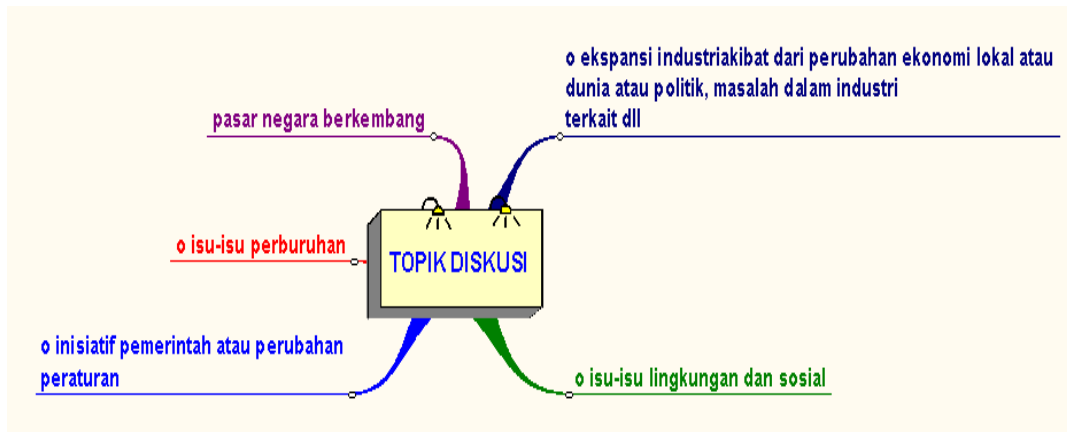 o ekspansi industriakibat dari perubahan ekonomi lokal atau
dunia atau politik, masalah dalam industri
terkait dll
pasar negara berkembang
o isu-isu perburuhan
TOPIK DISKUSI
o inisiatif pemerintah atau perubahan
peraturan
o isu-isu lingkungan dan sosial